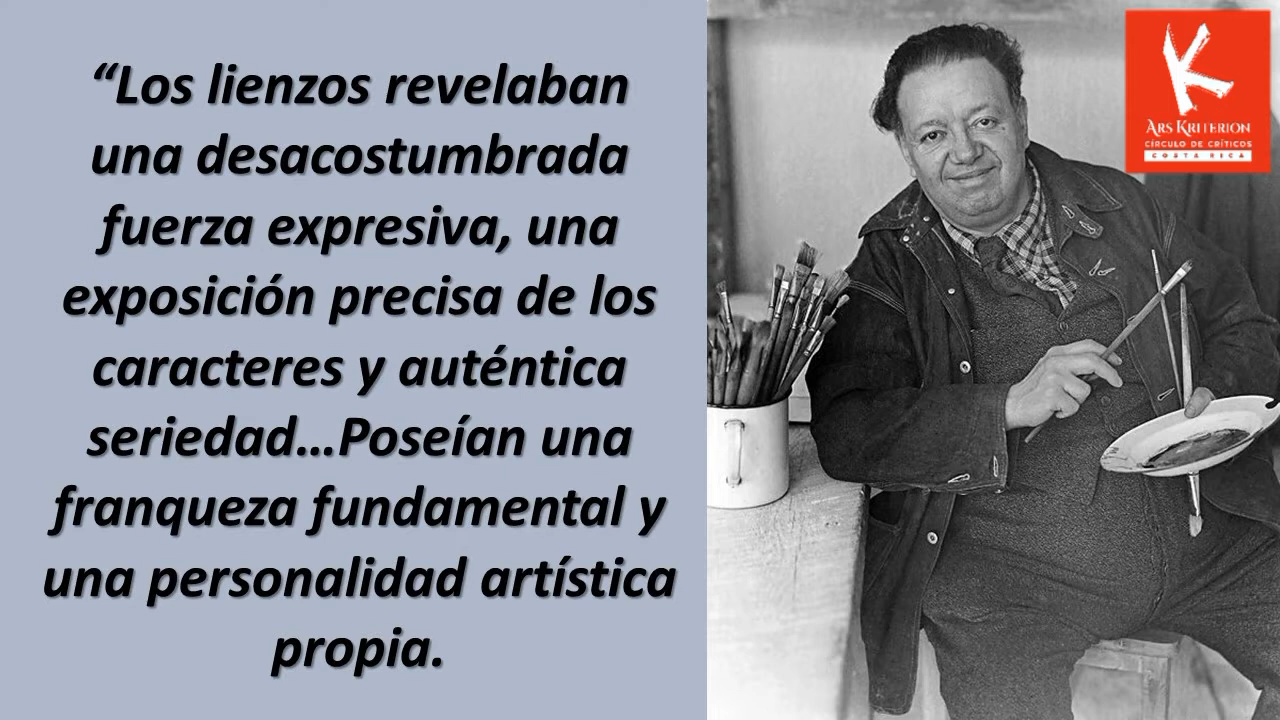 “Los lienzos revelaban
una desacostumbrada
fuerza expresiva, una
exposición precisa de los
caracteres y auténtica
seriedad...Poseían una
franqueza fundamental y
una personalidad artística
propia.
K
ARS KRITERION
CÍRCULO DE CRÍTICOS
COSTA RICA